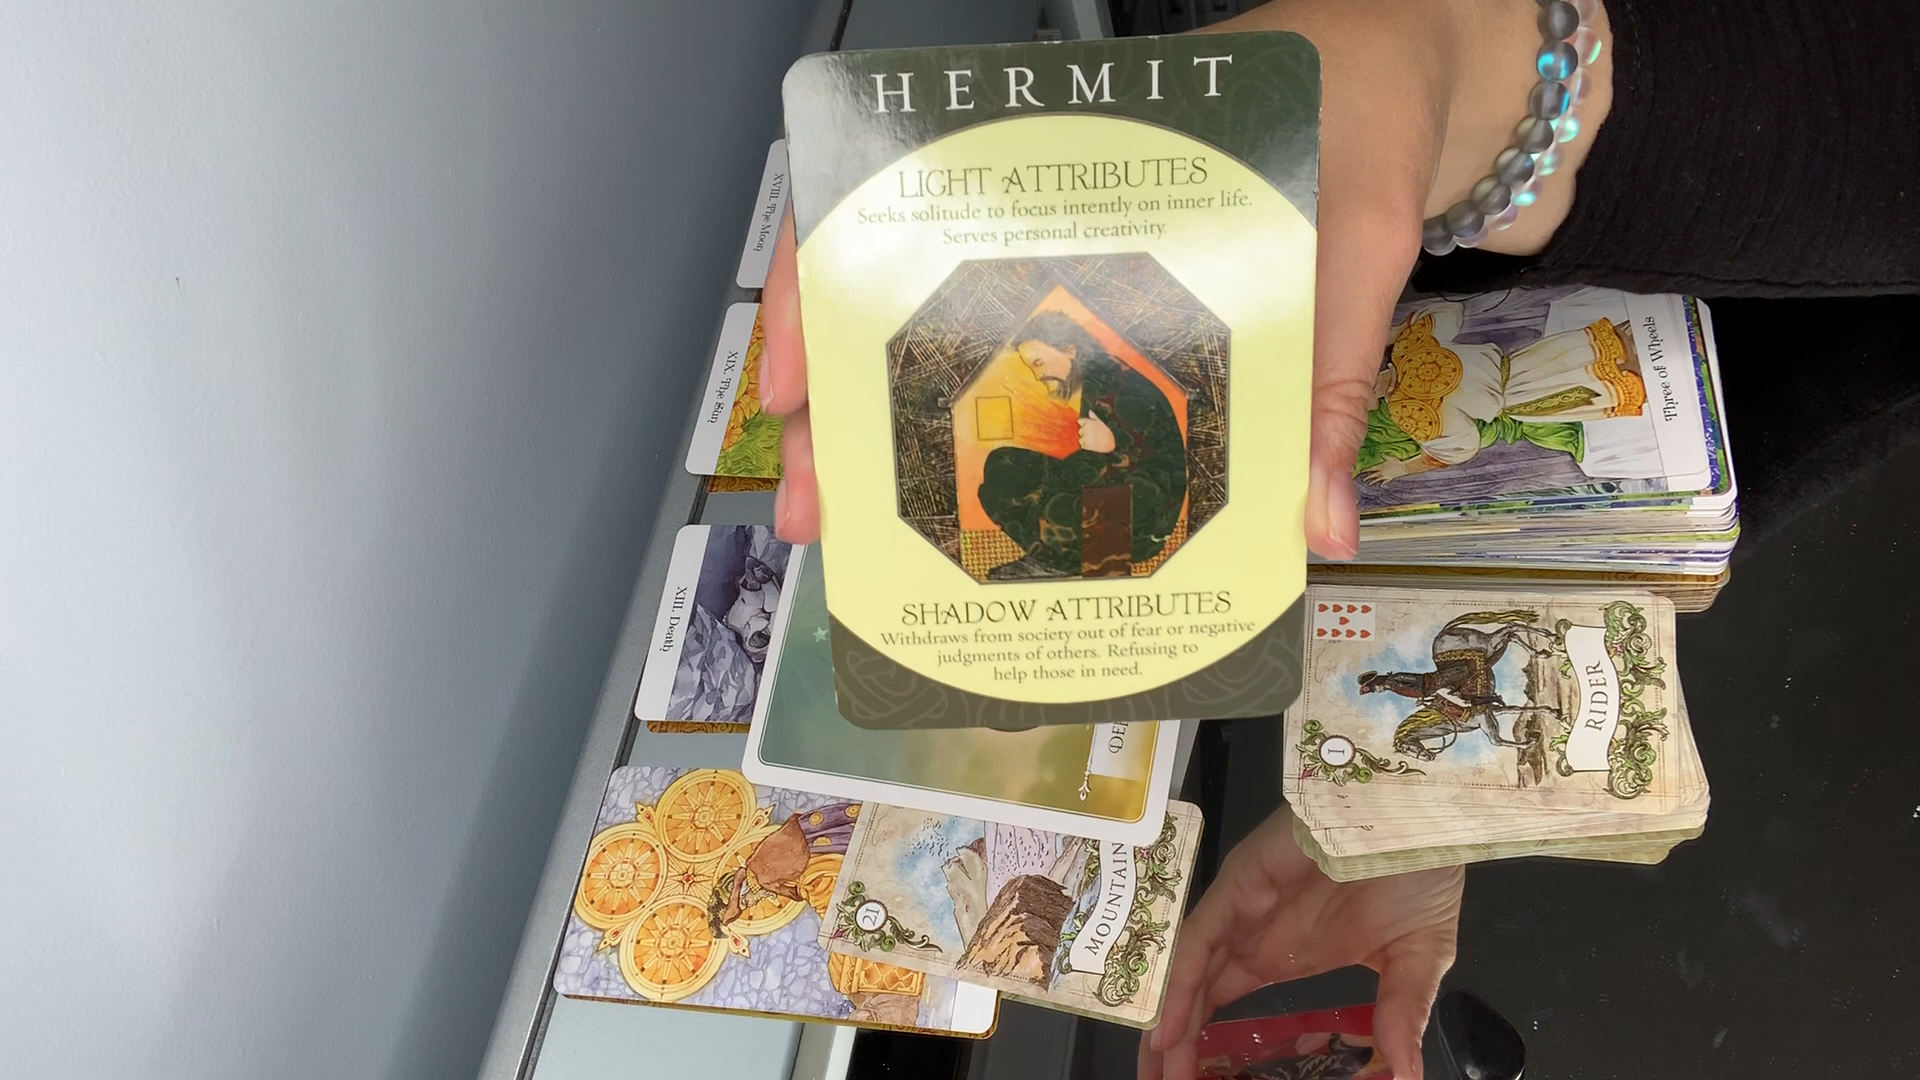 HERMIT
LIGHT ATTRIBUTES
Seeks solitude to focus intently on inner life.
Serves personal creativity.
SHADOW ATTRIBUTES
Withdraws from society out of fear or negative
judgments of others. Refusing to
help those in need.
XVIII. The Moon
XIX. The Sun
XIII. Death
DE
21
MOUNTAIN
Three of Wheels
1
RIDER